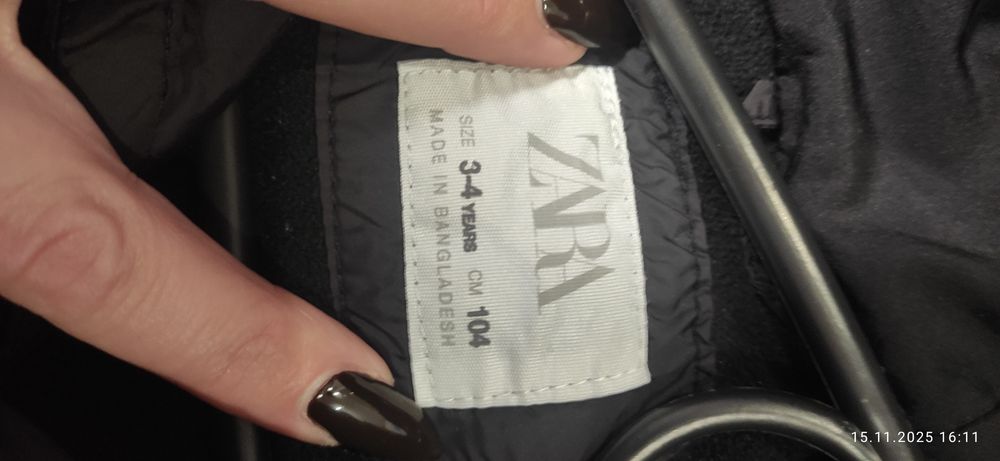 ZARA
SIZE 3-4 YEARS CM 104
MADE IN BANGLADESH
15.11.2025 16:11